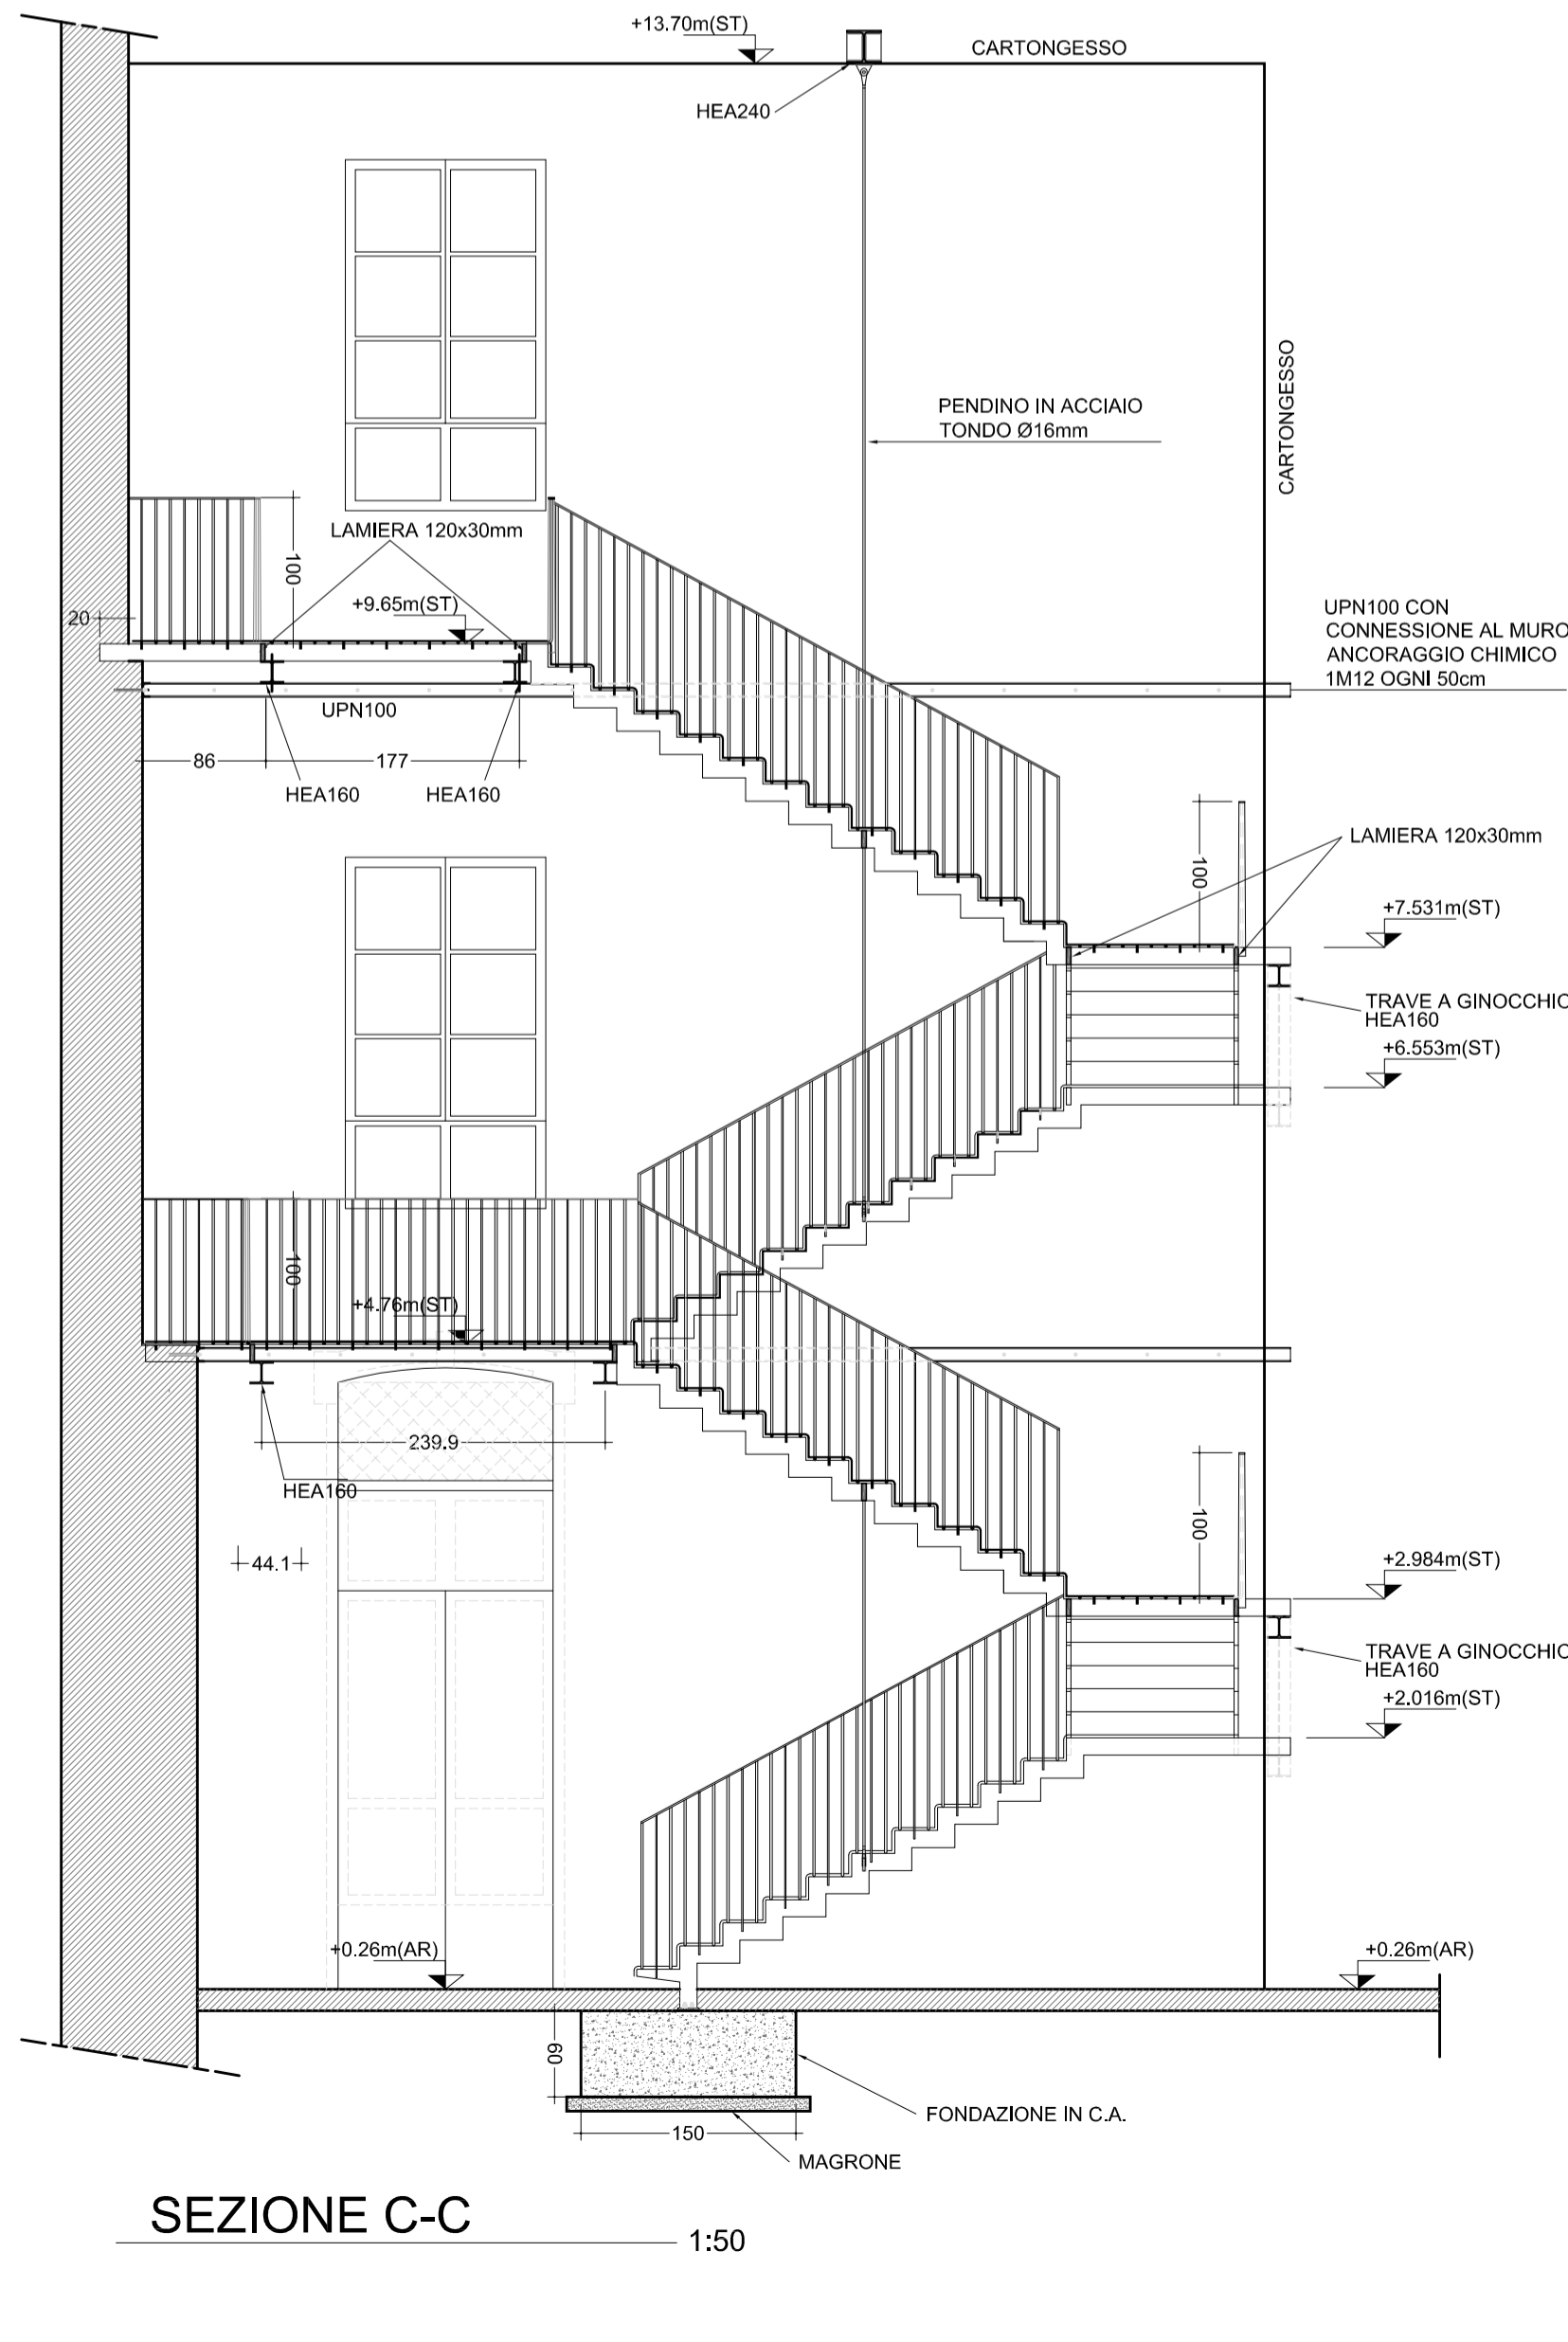 +13.70m(ST)
CARTONGESSO
HEA240
CARTONGESSO
PENDINO IN ACCIAIO
TONDO Ø16mm
LAMIERA 120x30mm
100
+9.65m(ST)
20
UPN100 CON
CONNESSIONE AL MURO
ANCORAGGIO CHIMICO
1M12 OGNI 50cm
UPN100
86
177
HEA160
HEA160
LAMIERA 120x30mm
100
+7.531m(ST)
TRAVE A GINOCCHIO
HEA160
+6.553m(ST)
100
+4.76m(ST)
239.9
HEA160
44.1
100
+2.984m(ST)
TRAVE A GINOCCHIO
HEA160
+2.016m(ST)
+0.26m(AR)
+0.26m(AR)
60
FONDAZIONE IN C.A.
150
MAGRONE
SEZIONE C-C
1:50